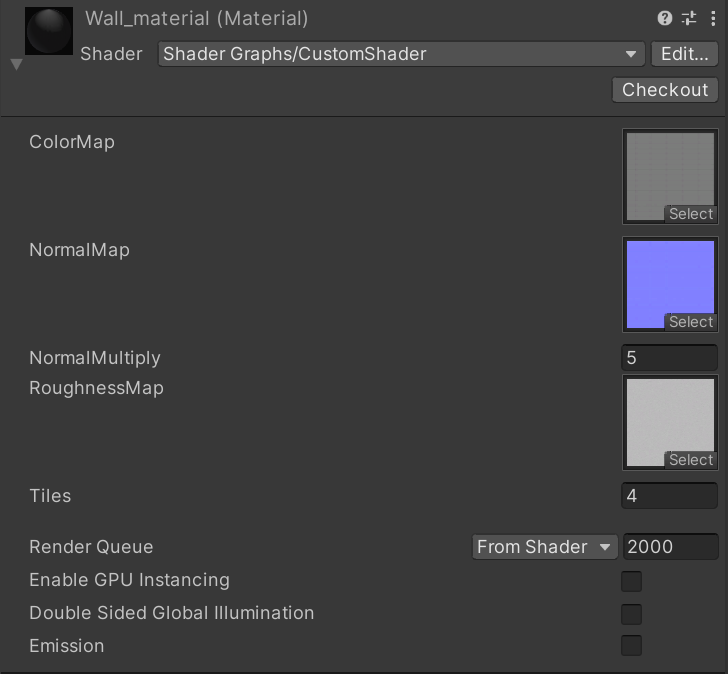 Wall_material (Material)
Shader Shader Graphs/CustomShader Edit...
Checkout
ColorMap
Select
NormalMap
Select
NormalMultiply 5
RoughnessMap
Select
Tiles 4
Render Queue From Shader 2000
Enable GPU Instancing
Double Sided Global Illumination
Emission